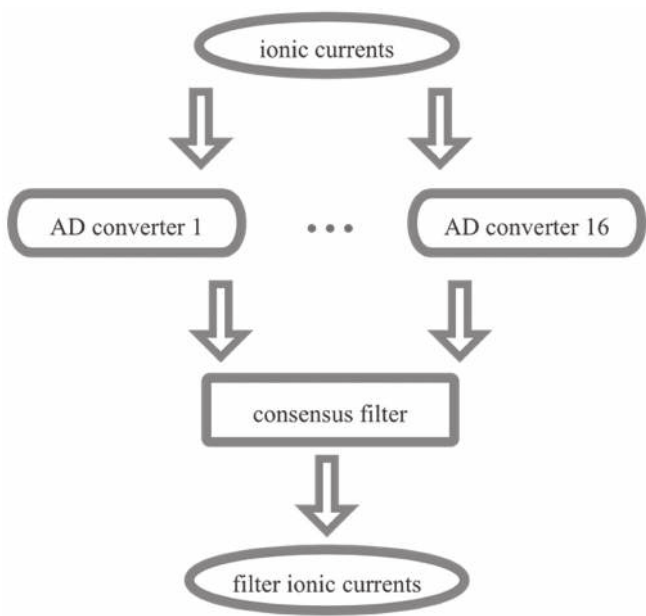 ionic currents
AD converter 1
...
AD converter 16
consensus filter
filter ionic currents